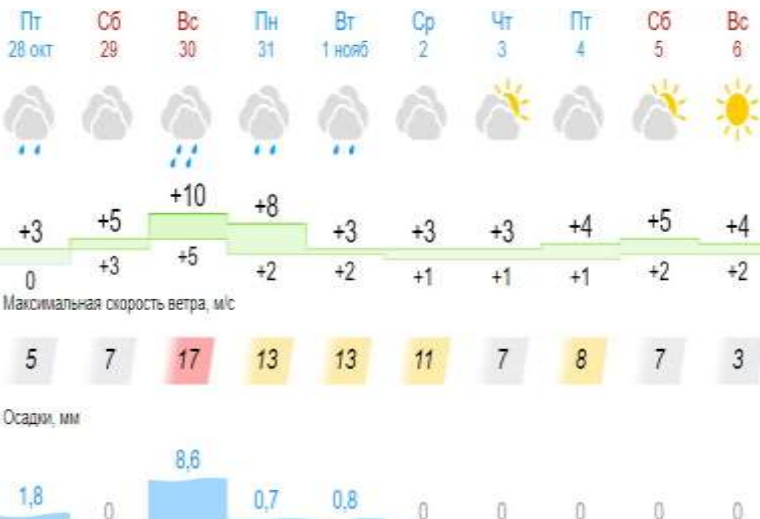 Пт Сб Вс Пн Вт Ср Чт Пт Сб Вс
28 окт 29 30 31 1 нояб 2 3 4 5 6
+3 +5 +10 +8 +3 +3 +3 +4 +5 +4
0 +3 +5 +2 +2 +1 +1 +1 +2 +2
Максимальная скорость ветра, м/с
5 7 17 13 13 11 7 8 7 3
Осадки, мм
1,8 0 8,6 0,7 0,8 0 0 0 0 0